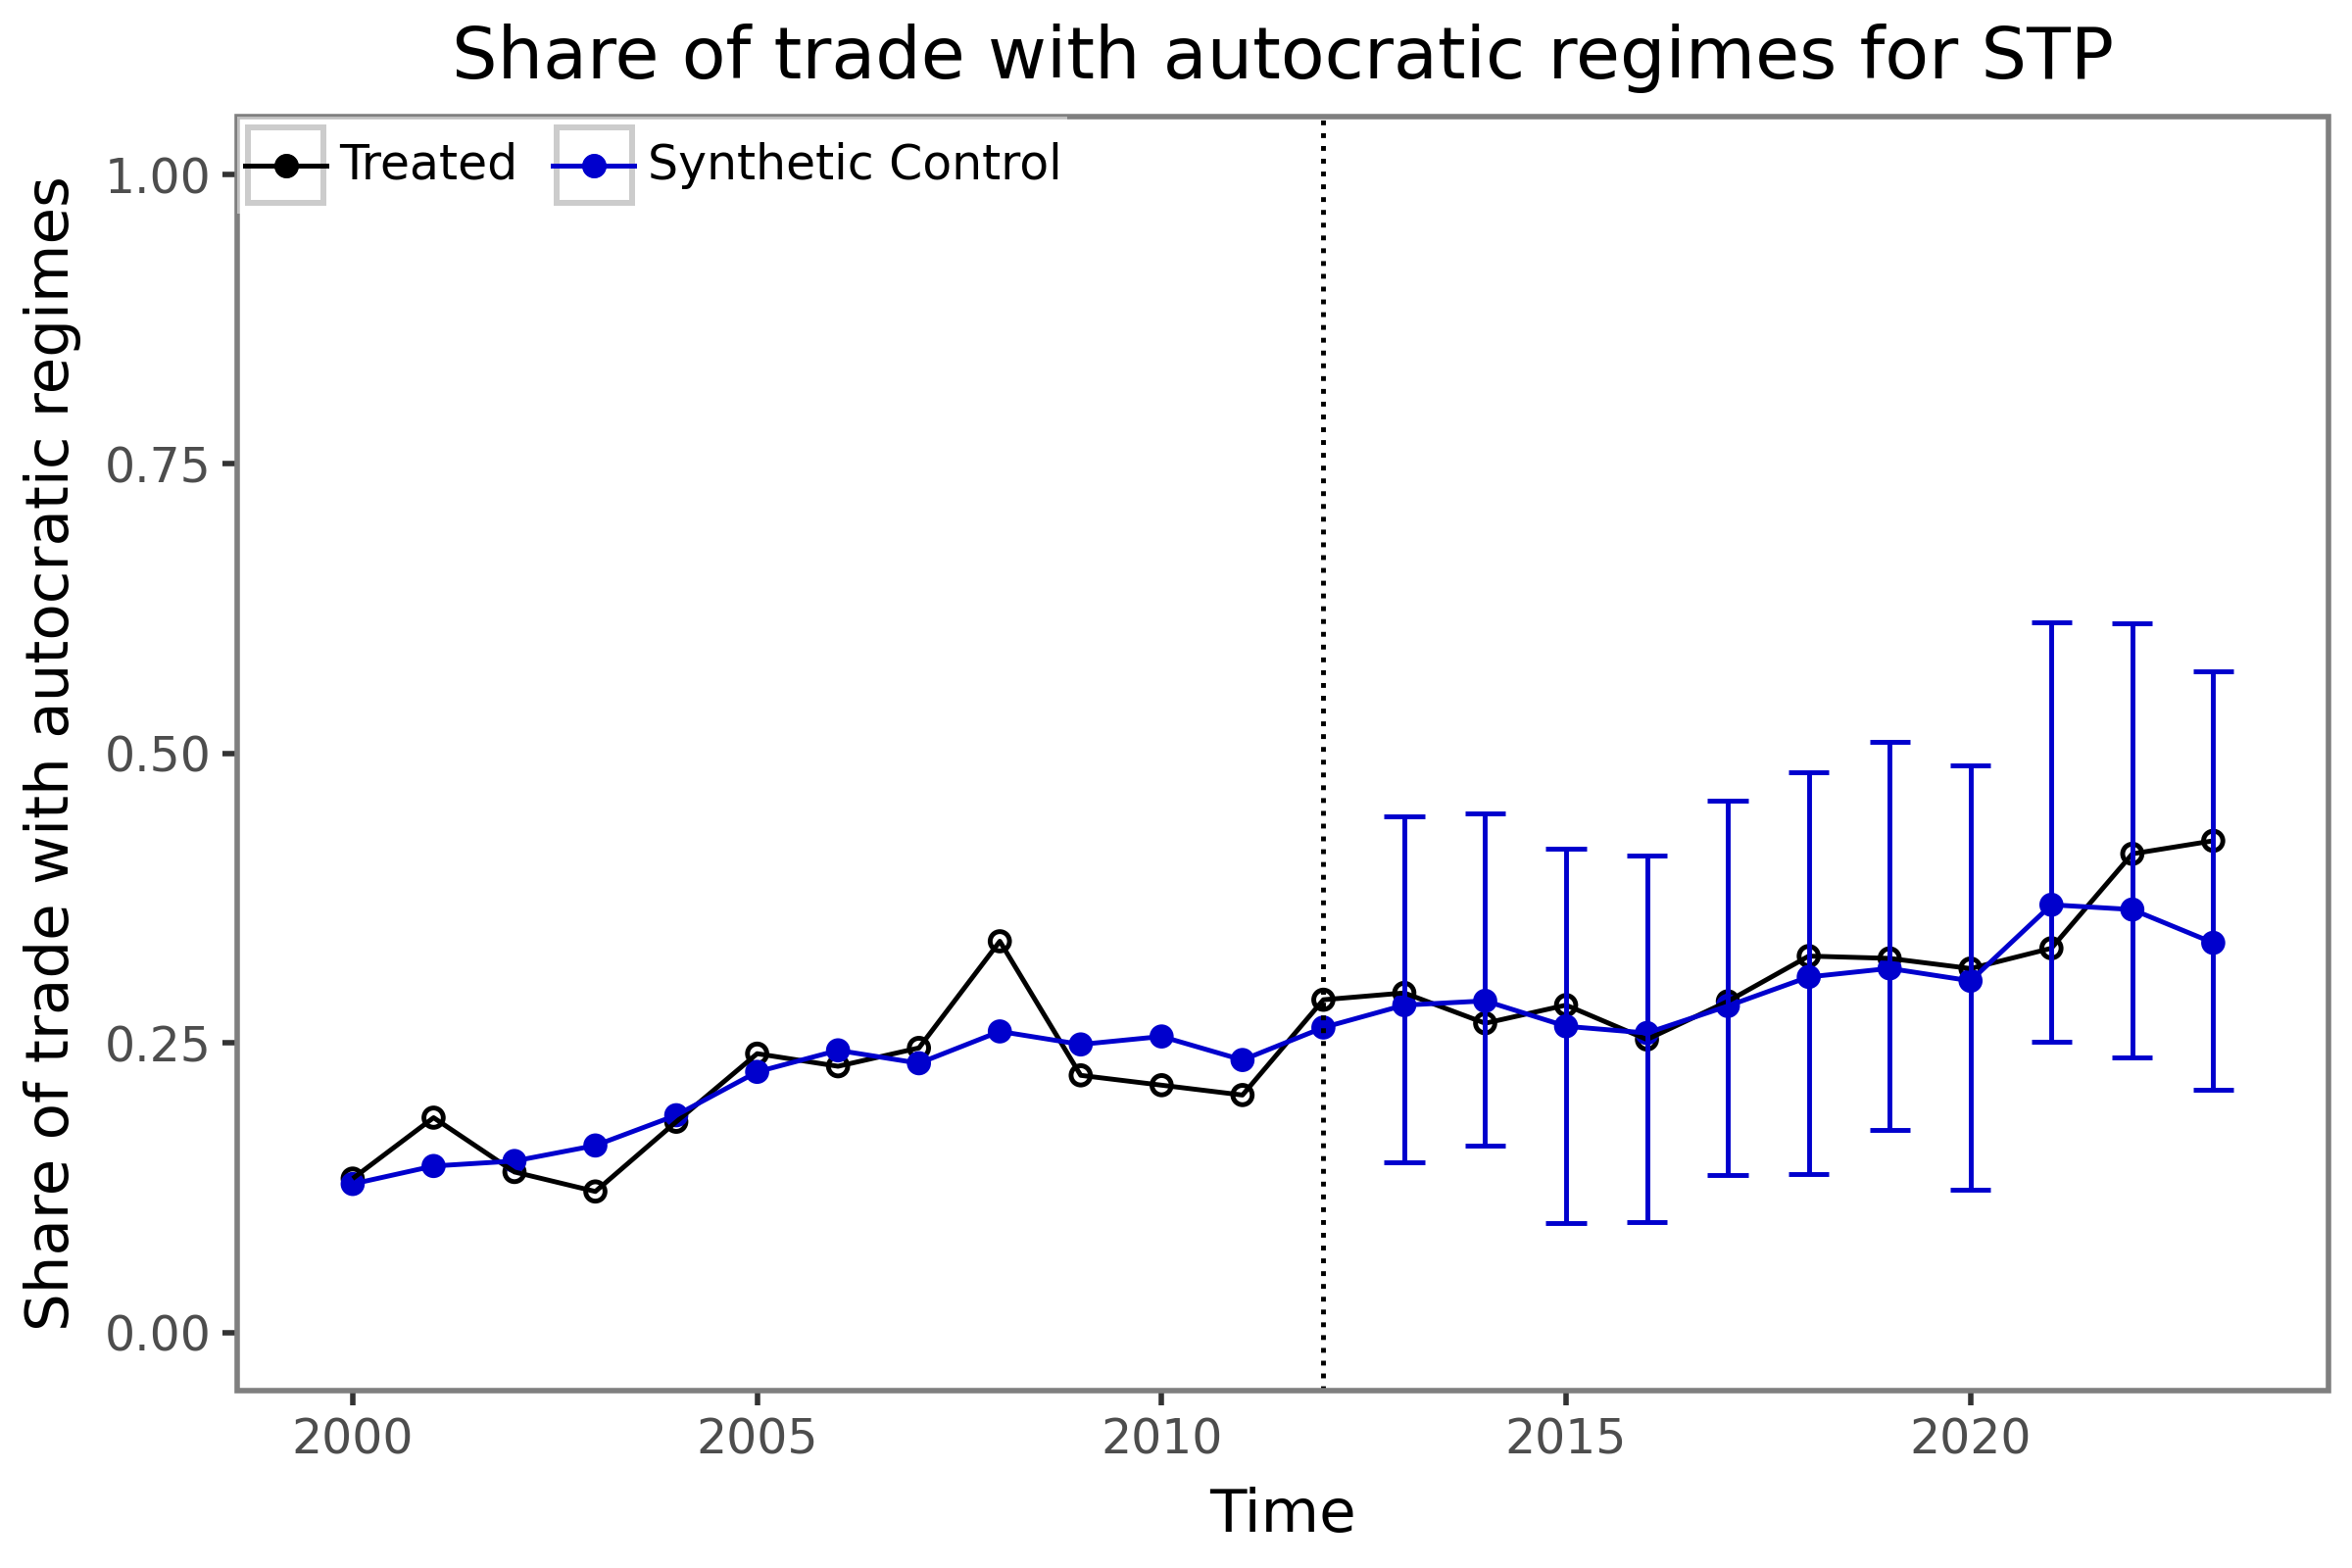 Share of trade with autocratic regimes for STP
Treated
Synthetic Control
Share of trade with autocratic regimes
1.00
0.75
0.50
0.25
0.00
2000
2005
2010
2015
2020
Time